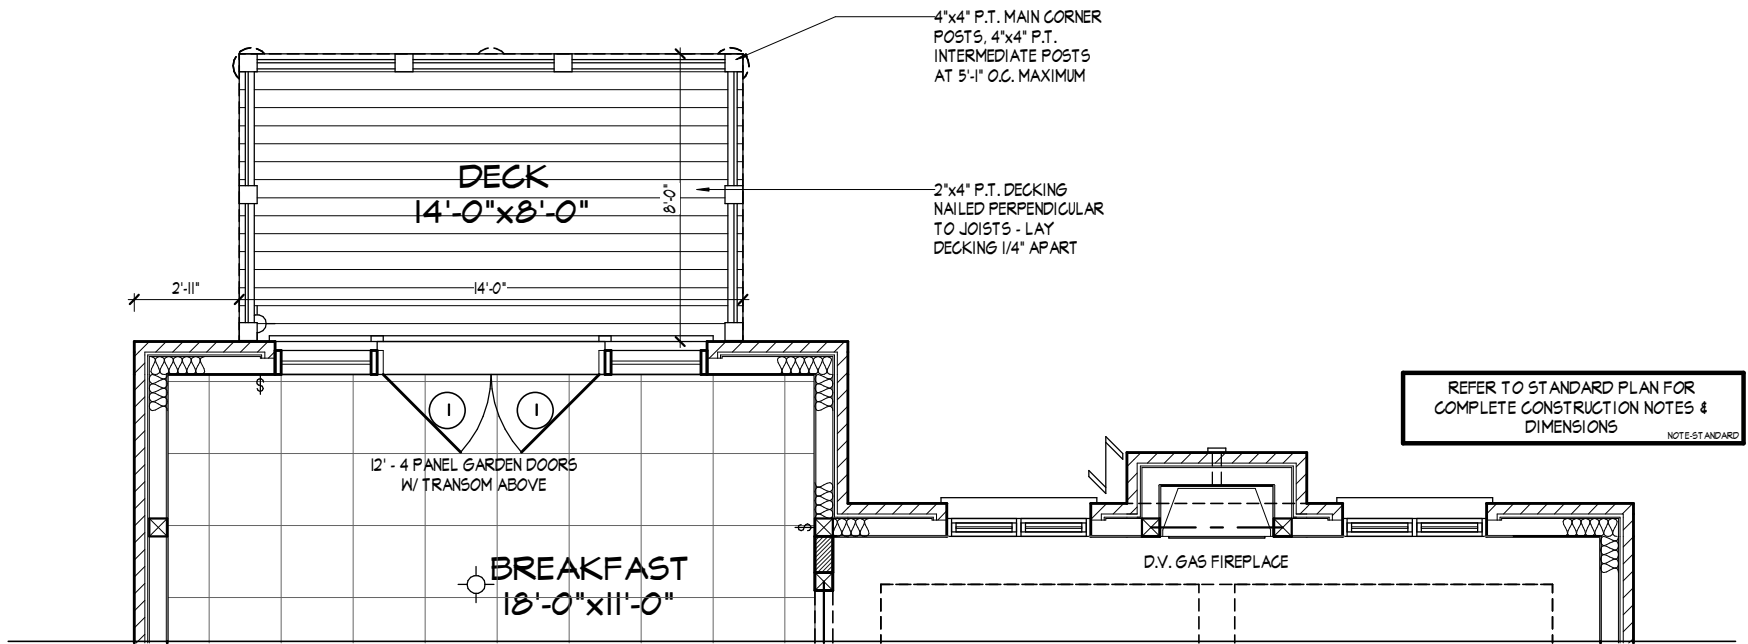 4"x4" P.T. MAIN CORNER
POSTS, 4"x4" P.T.
INTERMEDIATE POSTS
AT 5'-1" O.C. MAXIMUM
DECK
14'-0"x8'-0"
8'-0"
2"x4" P.T. DECKING
NAILED PERPENDICULAR
TO JOISTS - LAY
DECKING 1/4" APART
2'-11"
14'-0"
$
1
1
12' - 4 PANEL GARDEN DOORS
W/ TRANSOM ABOVE
REFER TO STANDARD PLAN FOR
COMPLETE CONSTRUCTION NOTES &
DIMENSIONS
NOTE-STANDARD
$
D.V. GAS FIREPLACE
BREAKFAST
18'-0"x11'-0"